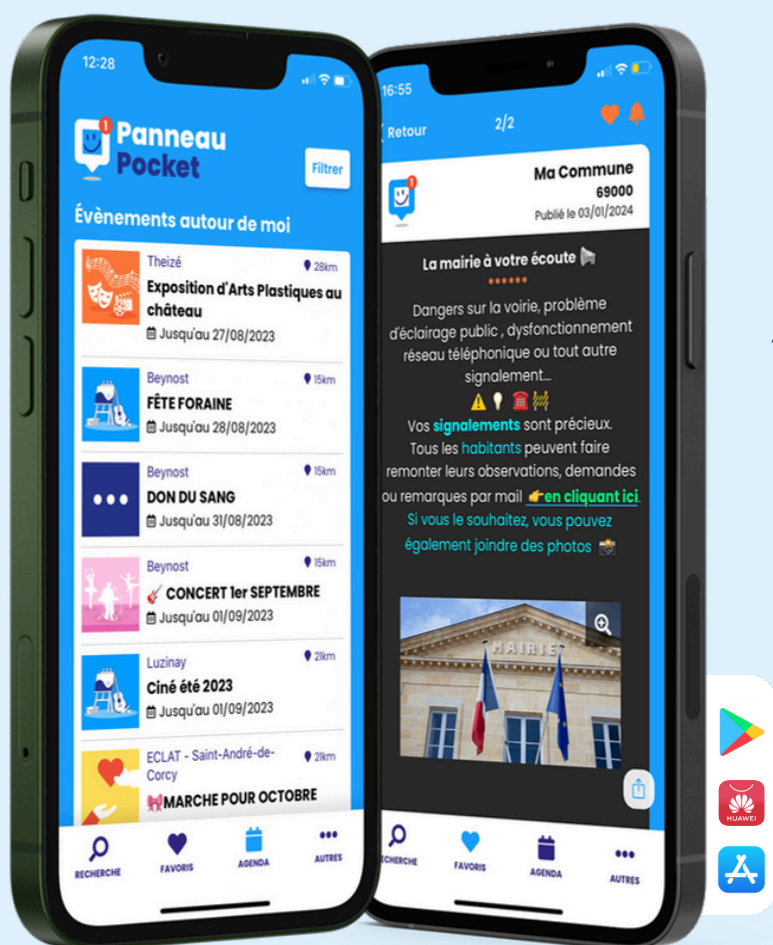 12:28
Panneau
Pocket
1
Filtrer
Évènements autour de moi
Theizé
28km
Exposition d'Arts Plastiques au
château
Jusqu'au 27/08/2023
Beynost
15km
FÊTE FORAINE
Jusqu'au 28/08/2023
Beynost
15km
DON DU SANG
Jusqu'au 31/08/2023
Beynost
15km
CONCERT 1er SEPTEMBRE
Jusqu'au 01/09/2023
Luzinay
21km
Ciné été 2023
Jusqu'au 01/09/2023
ECLAT - Saint-André-de-
Corcy
21km
MARCHE POUR OCTOBRE
RECHERCHE
FAVORIS
AGENDA
AUTRES
16:55
Retour
2/2
1
Ma Commune
69000
Publié le 03/01/2024
La mairie à votre écoute
Dangers sur la voirie, problème
d'éclairage public , dysfonctionnement
réseau téléphonique ou tout autre
signalement...
Vos signalements sont précieux.
Tous les habitants peuvent faire
remonter leurs observations, demandes
ou remarques par mail 👉en cliquant ici.
Si vous le souhaitez, vous pouvez
également joindre des photos
MAIRIE
ECHERCHE
FAVORIS
AGENDA
AUTRES
HUAWEI